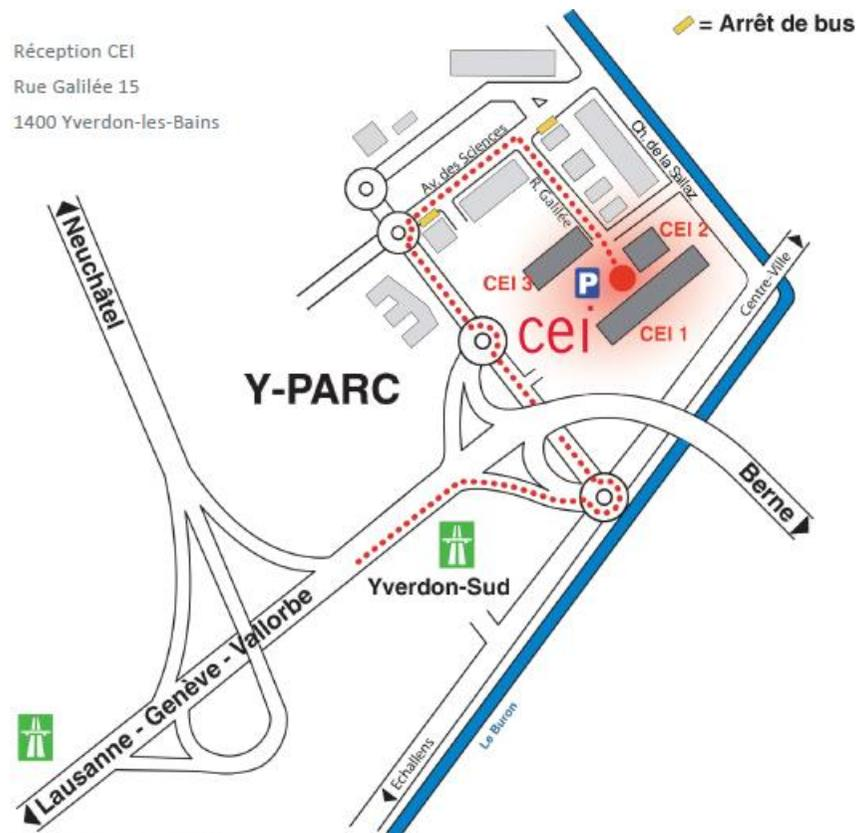 Réception CEI
Rue Galilée 15
1400 Yverdon-les-Bains
= Arrêt de bus
Av. des Sciences
R. Galilée
Ch. de la Sallaz
Neuchâtel
CEI 2
CEI 3
P
cei
CEI 1
Centre-Ville
Y-PARC
Berne
Yverdon-Sud
Lausanne - Genève - Vallorbe
Le Buron
Echallens